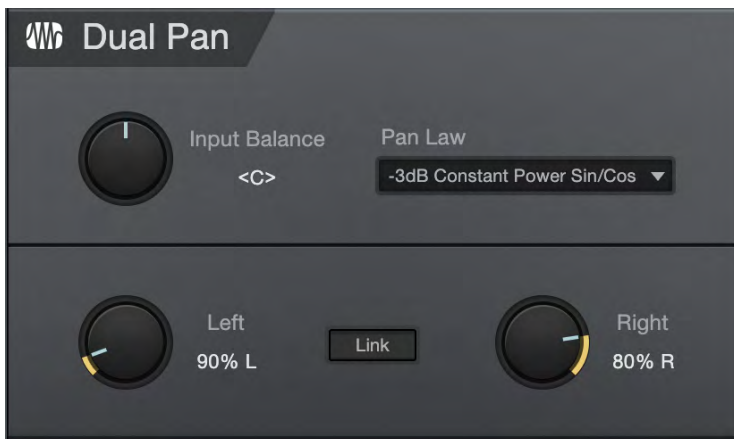 Dual Pan
Input Balance
<C>
Pan Law
-3dB Constant Power Sin/Cos
Left
90% L
Link
Right
80% R